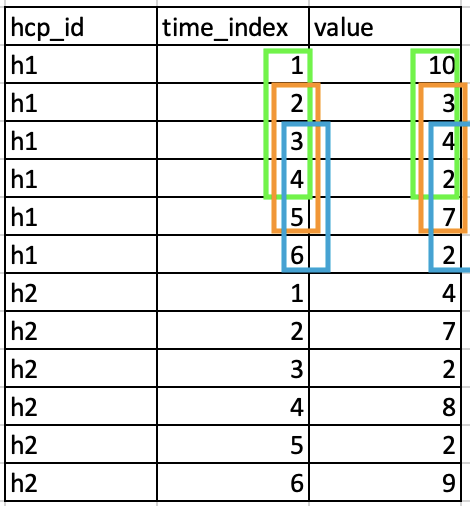 hcp_id time_index value
h1 1 10
h1 2 3
h1 3 4
h1 4 2
h1 5 7
h1 6 2
h2 1 4
h2 2 7
h2 3 2
h2 4 8
h2 5 2
h2 6 9